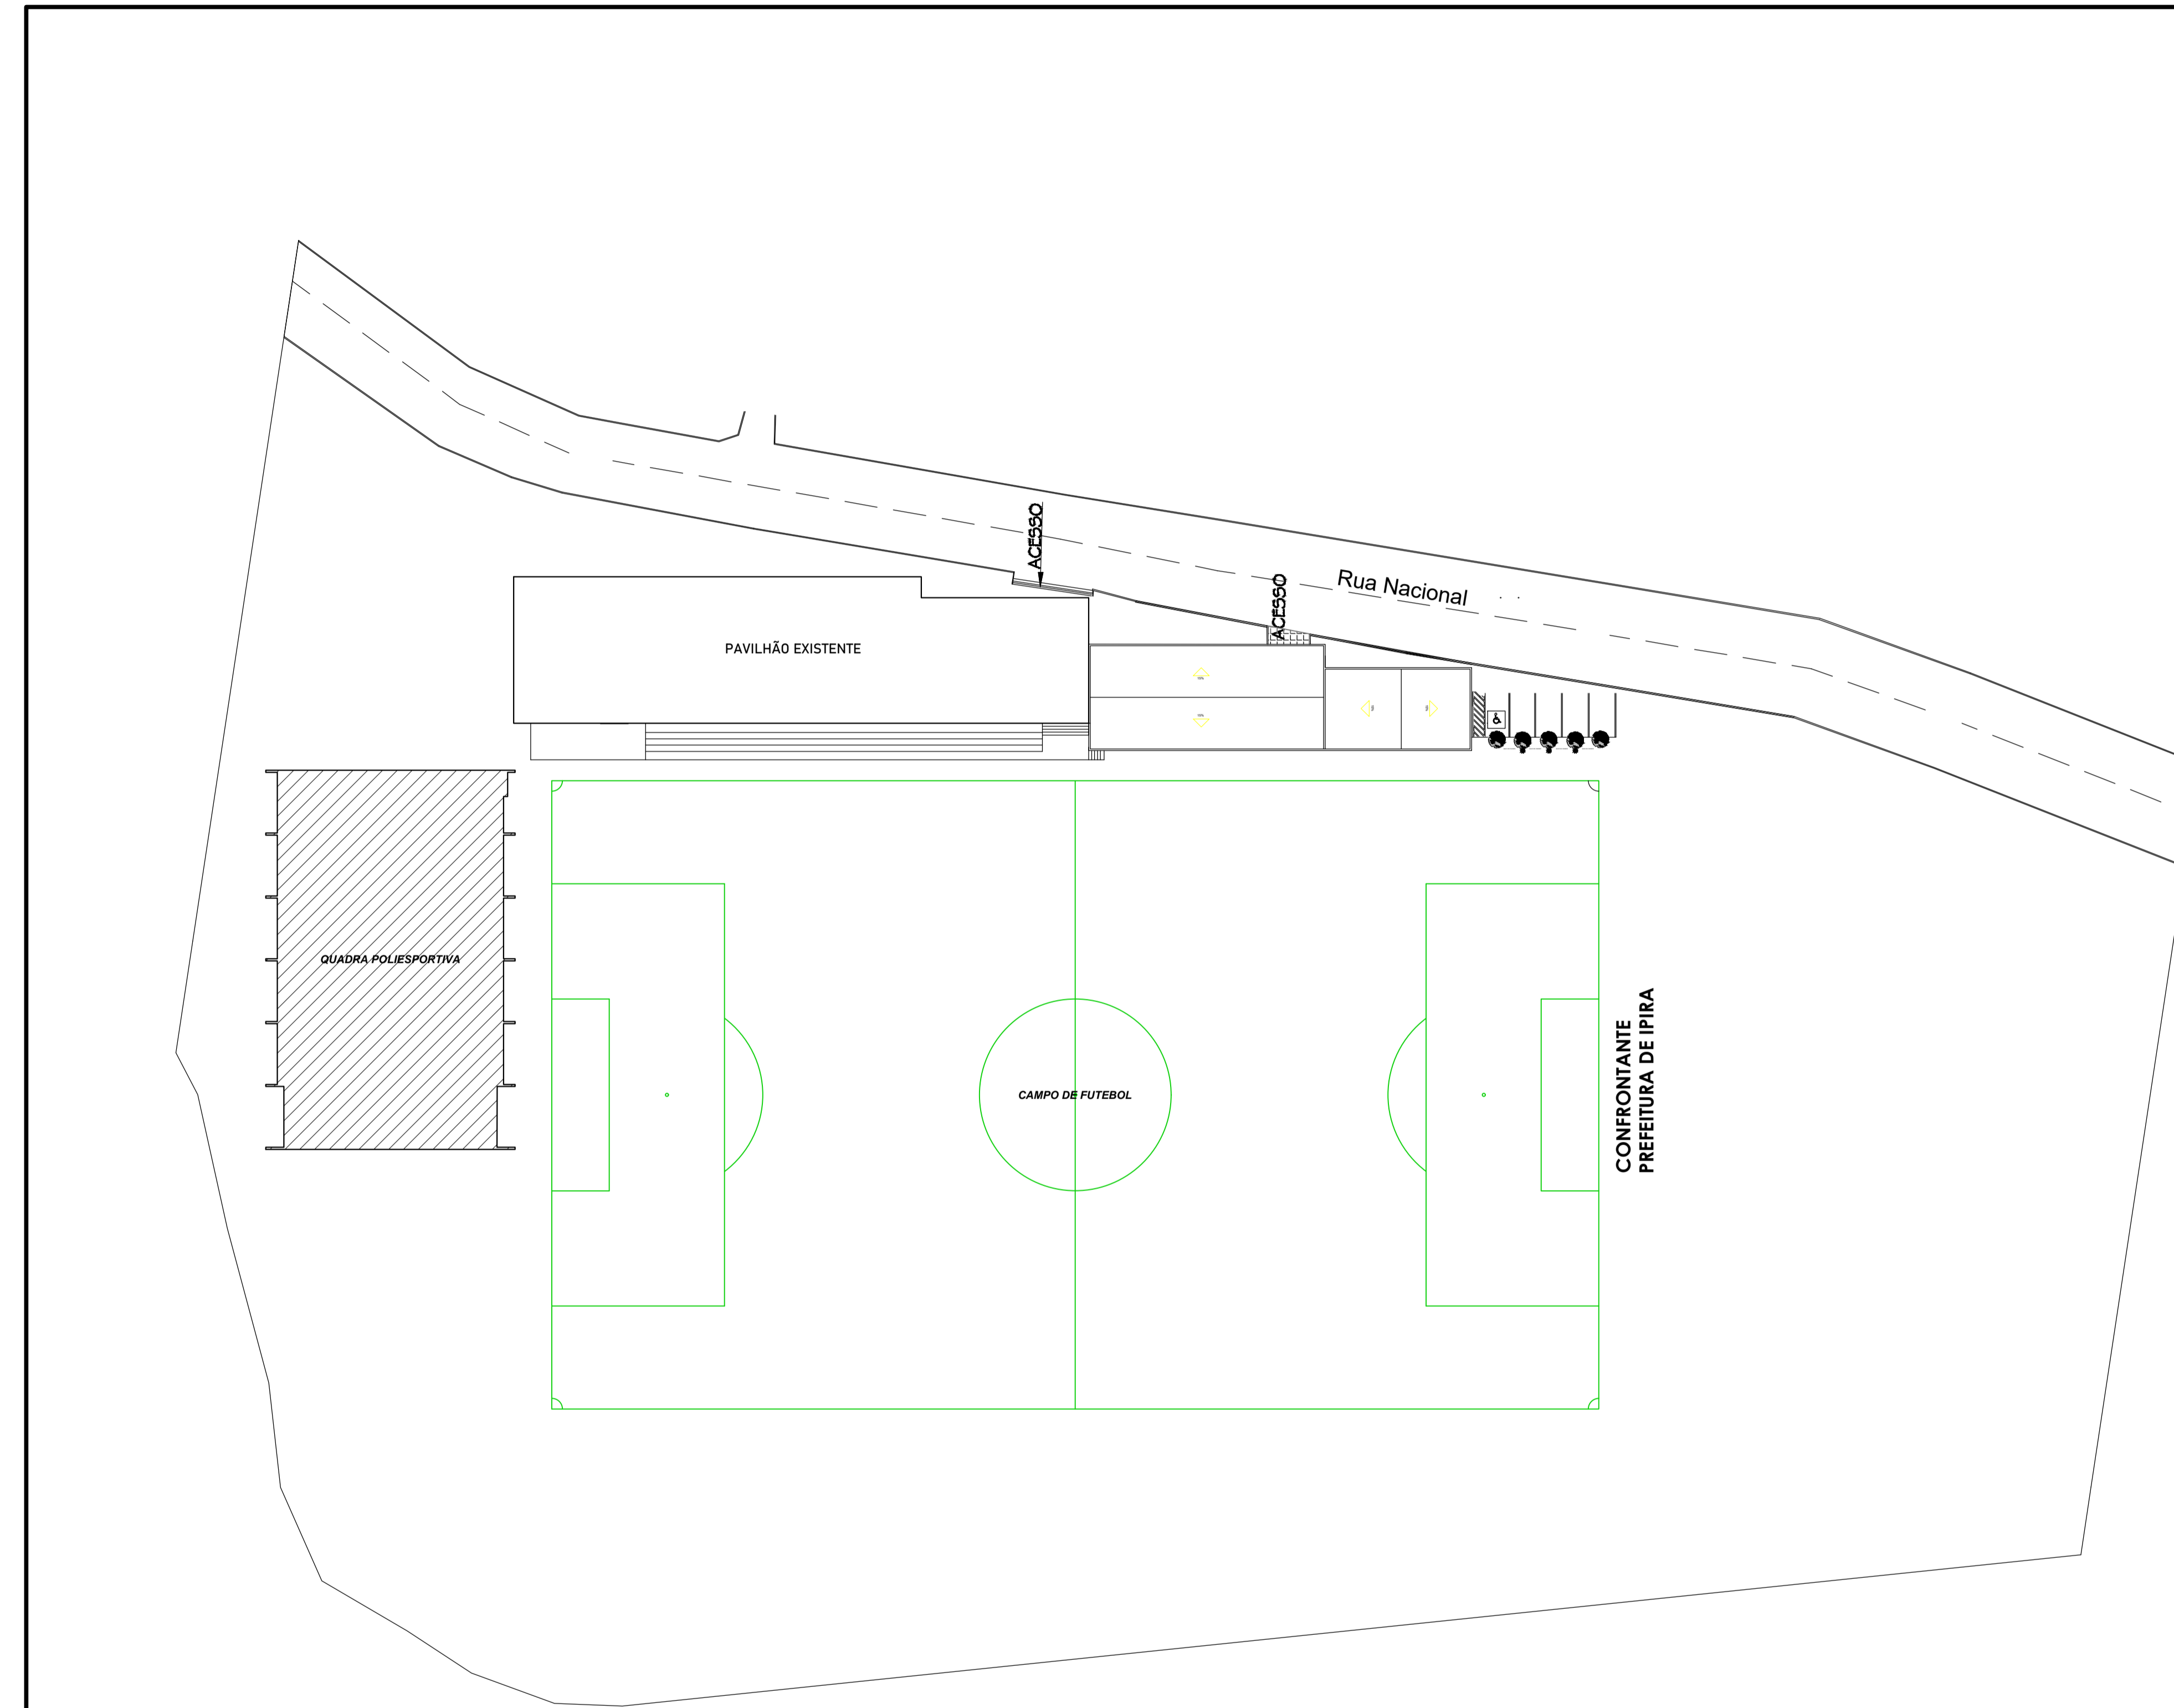 ACESSO
ACESSO
Rua Nacional
PAVILHÃO EXISTENTE
QUADRA POLIESPORTIVA
CAMPO DE FUTEBOL
CONFRONTANTE
PREFEITURA DE IPIRA